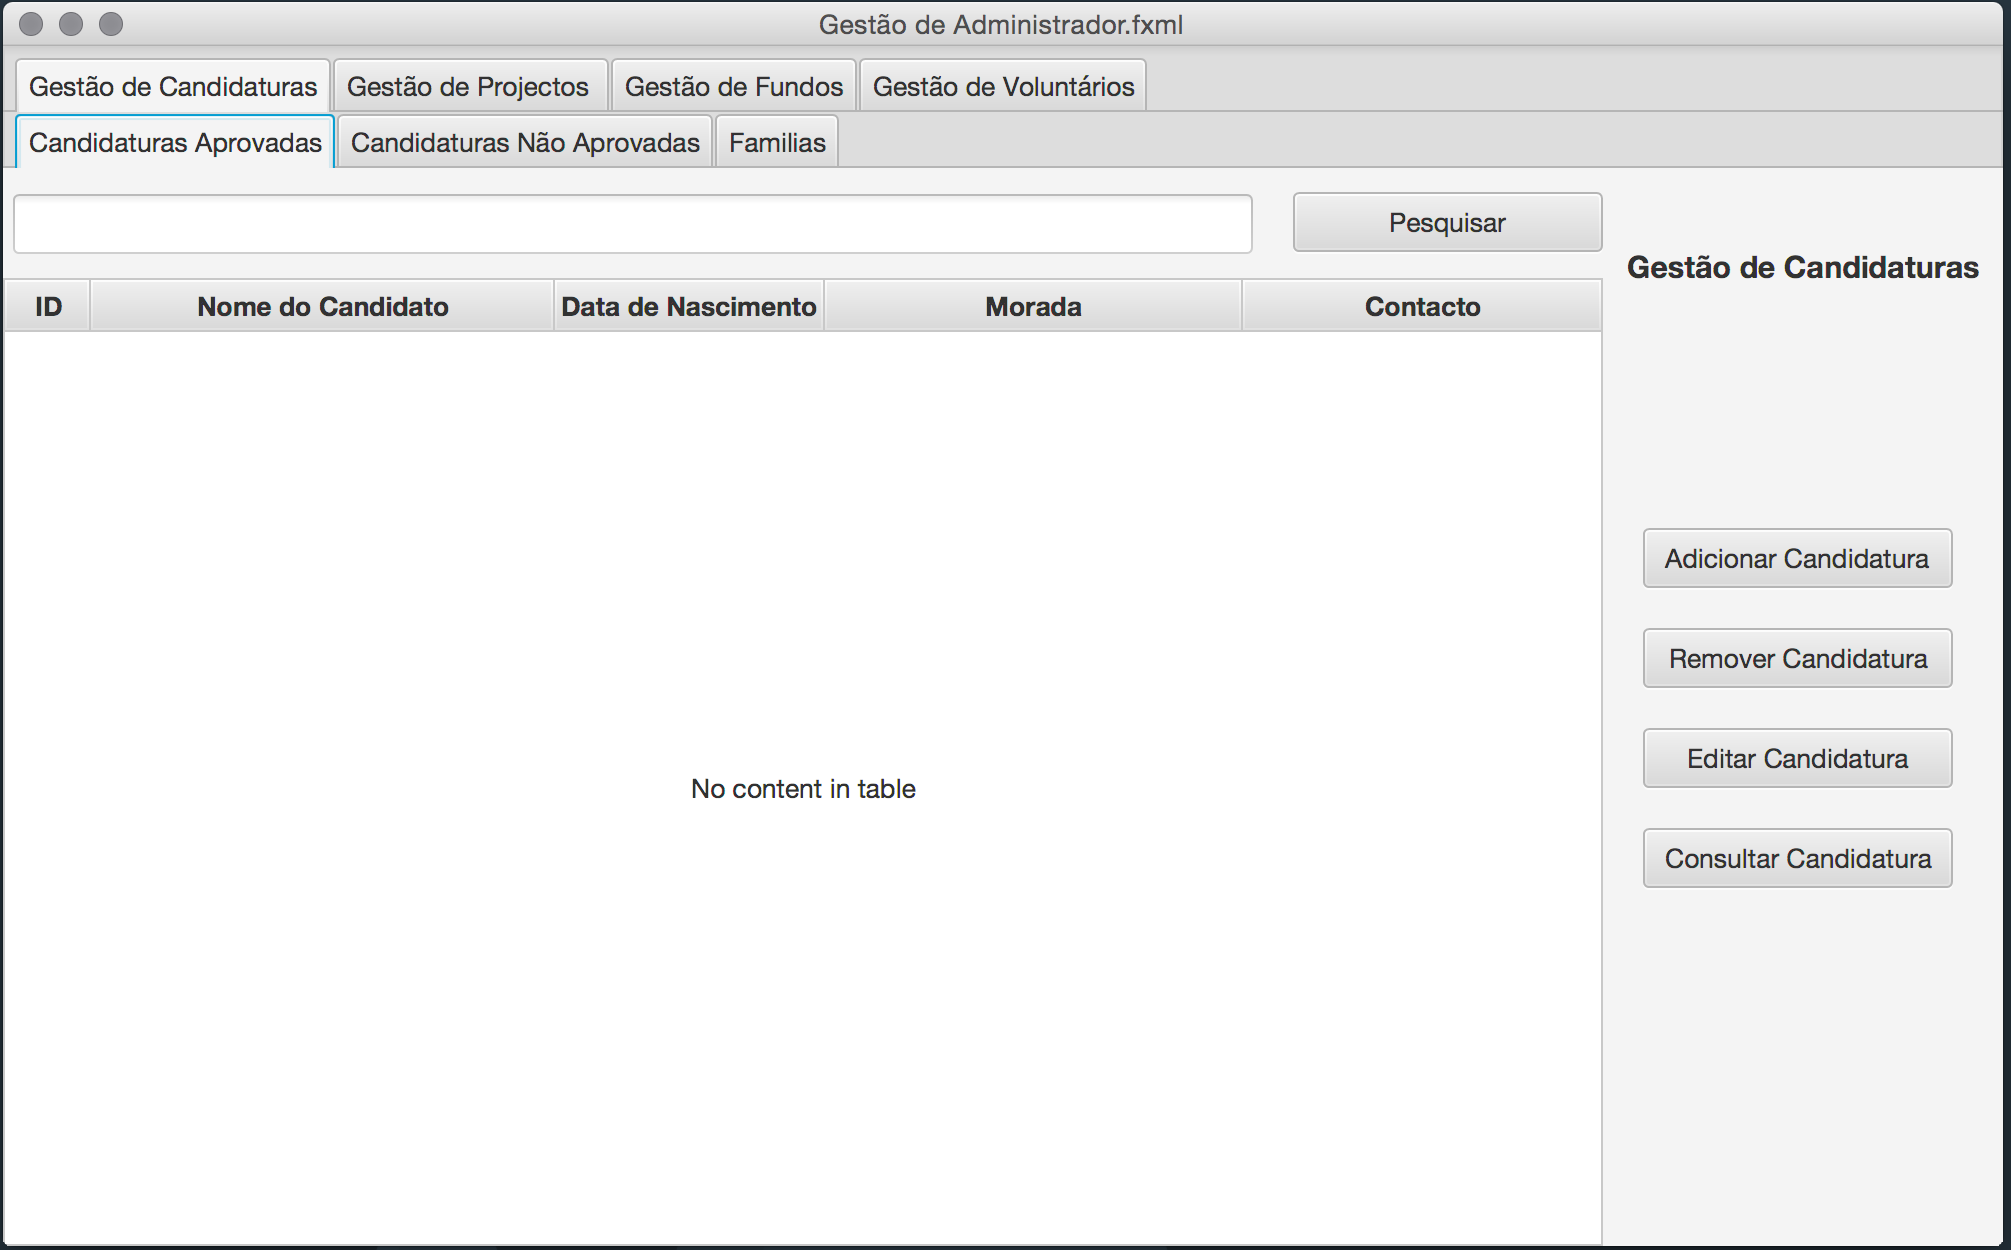 Gestão de Administrador.fxml
Gestão de Candidaturas Gestão de Projectos Gestão de Fundos Gestão de Voluntários
Candidaturas Aprovadas Candidaturas Não Aprovadas Familias
Pesquisar
Gestão de Candidaturas
ID Nome do Candidato Data de Nascimento Morada Contacto
No content in table
Adicionar Candidatura
Remover Candidatura
Editar Candidatura
Consultar Candidatura